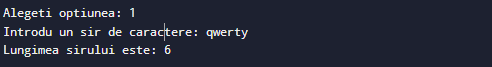 Alegeti optiunea: 1
Introdu un sir de caractere: qwerty
Lungimea sirului este: 6